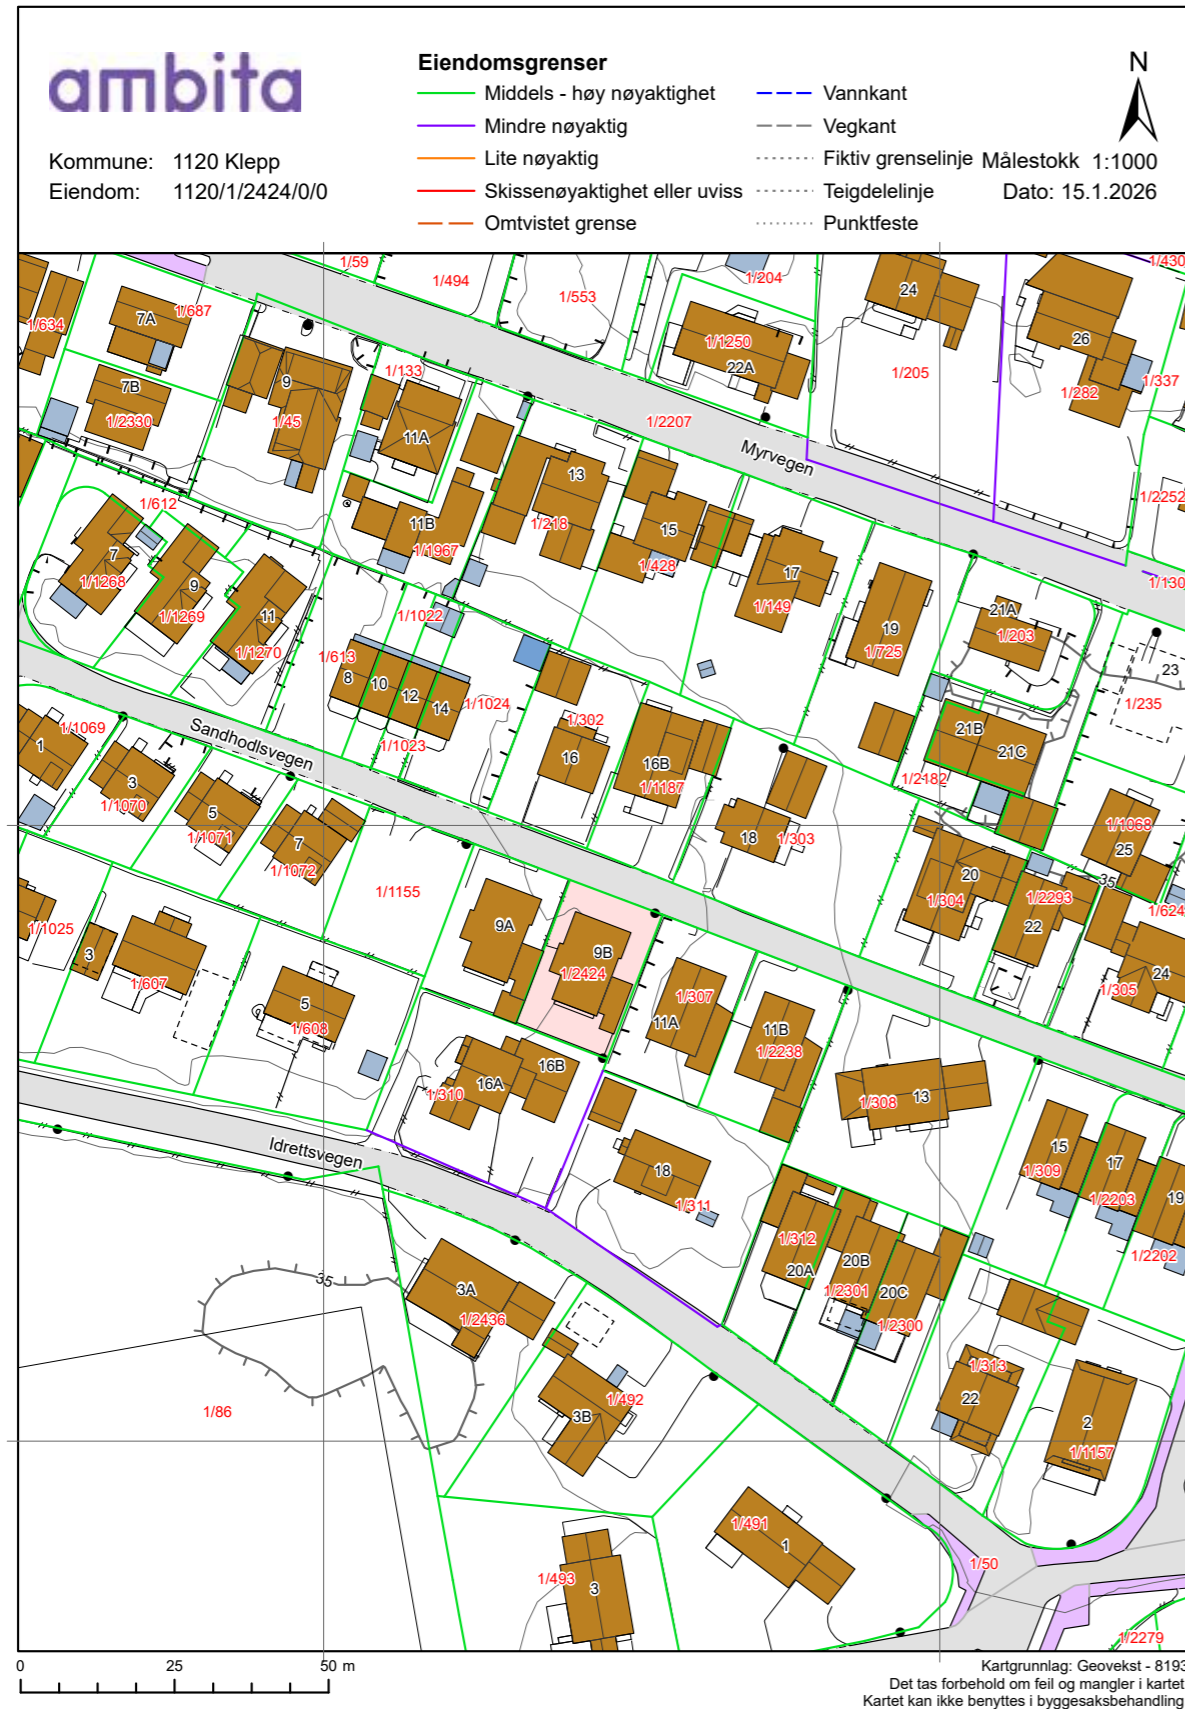 ambita
Kommune: 1120 Klepp
Eiendom: 1120/1/2424/0/0
Eiendomsgrenser
Middels - høy nøyaktighet
Mindre nøyaktig
Lite nøyaktig
Skissenøyaktighet eller uviss
Omtvistet grense
Vannkant
Vegkant
Fiktiv grenselinje
Teigdelelinje
Punktfeste
N
Målestokk 1:1000
Dato: 15.1.2026
1/59
1/494
1/553
1/204
24
1/430
1/634
7A
1/687
1/1250
22A
1/205
26
1/337
1/282
7B
1/2330
9
1/45
1/133
11A
1/2207
Myrvegen
1/2252
1/612
11B
1/1967
13
1/218
15
1/428
17
1/149
1/130
7
1/1268
9
1/1269
11
1/1270
1/1022
19
1/725
21A
1/203
23
1/235
1/613
8
10
12
14
1/1024
1/1023
1/302
16
16B
1/1187
21B
21C
1/2182
Sandhodlsvegen
1/1069
1
3
1/1070
5
1/1071
7
1/1072
18
1/303
1/1068
25
35
1/1155
20
1/304
1/2293
22
1/624
24
1/305
1/1025
3
1/607
5
1/608
9A
9B
1/2424
1/307
11A
11B
1/2238
1/308
13
16A
16B
1/310
15
1/309
17
1/2203
19
1/2202
Idrettsvegen
18
1/311
1/312
20A
20B
1/2301
20C
1/2300
35
3A
1/2436
1/86
3B
1/492
1/313
22
2
1/1157
1/491
1
1/50
1/493
3
1/2279
0 25 50 m
Kartgrunnlag: Geovekst - 8193
Det tas forbehold om feil og mangler i kartet
Kartet kan ikke benyttes i byggesaksbehandling